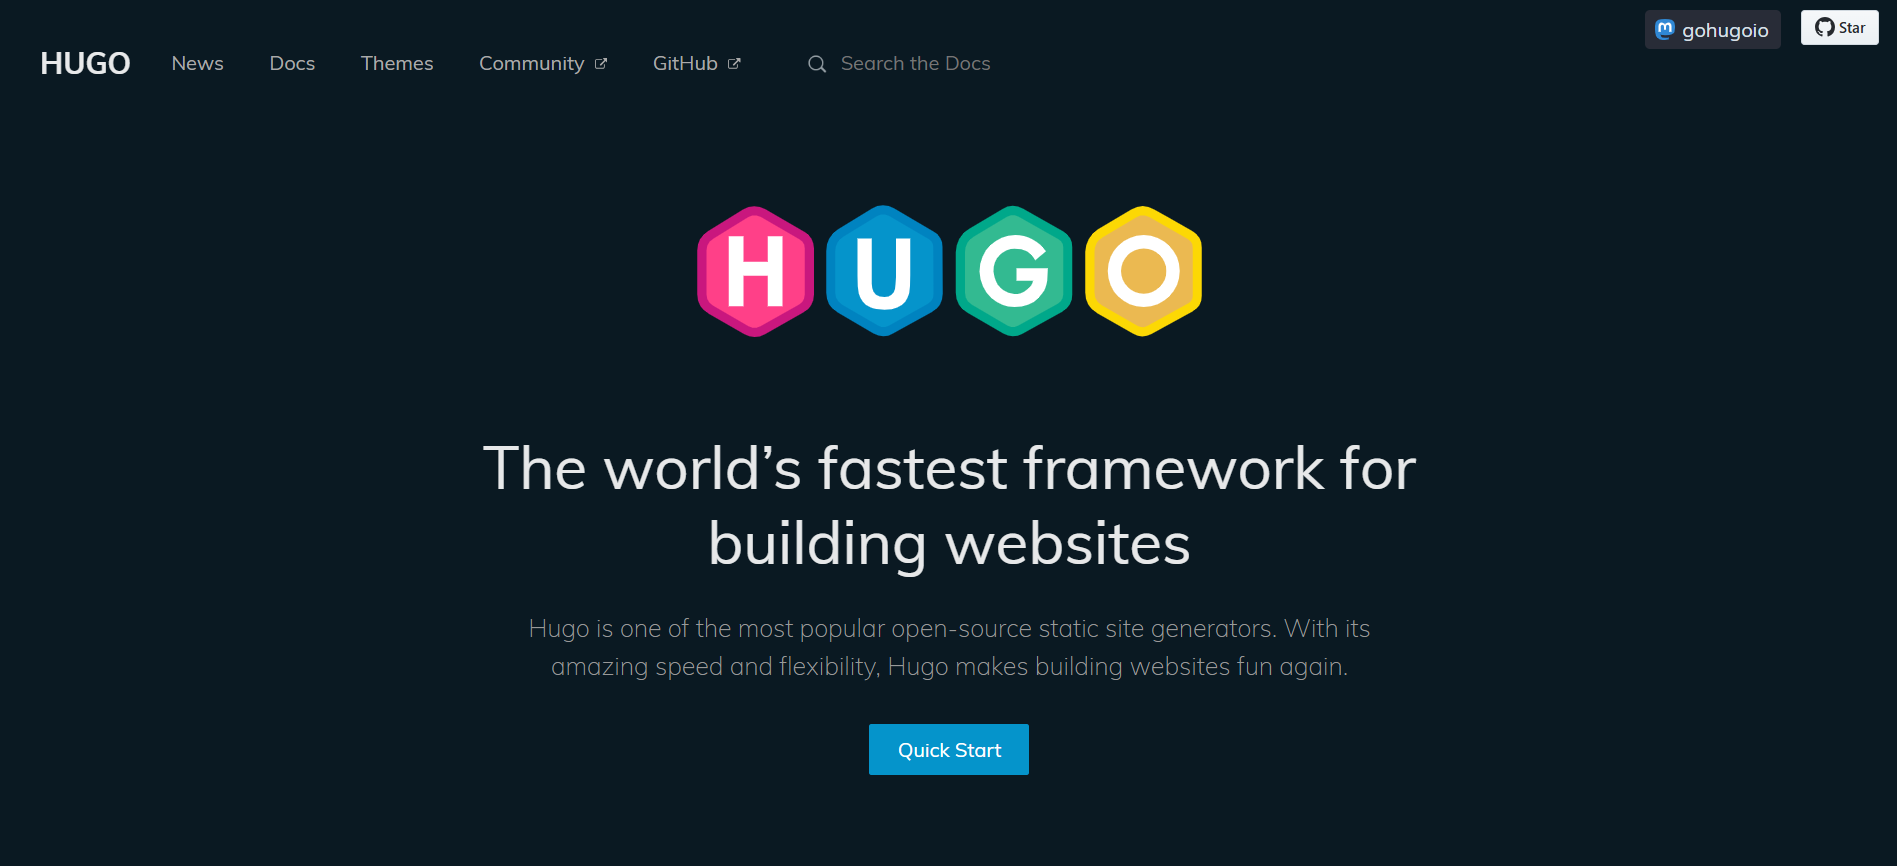 gohugoio
Star
HUGO News Docs Themes Community GitHub Search the Docs
HUGO
The world’s fastest framework for
building websites
Hugo is one of the most popular open-source static site generators. With its
amazing speed and flexibility, Hugo makes building websites fun again.
Quick Start